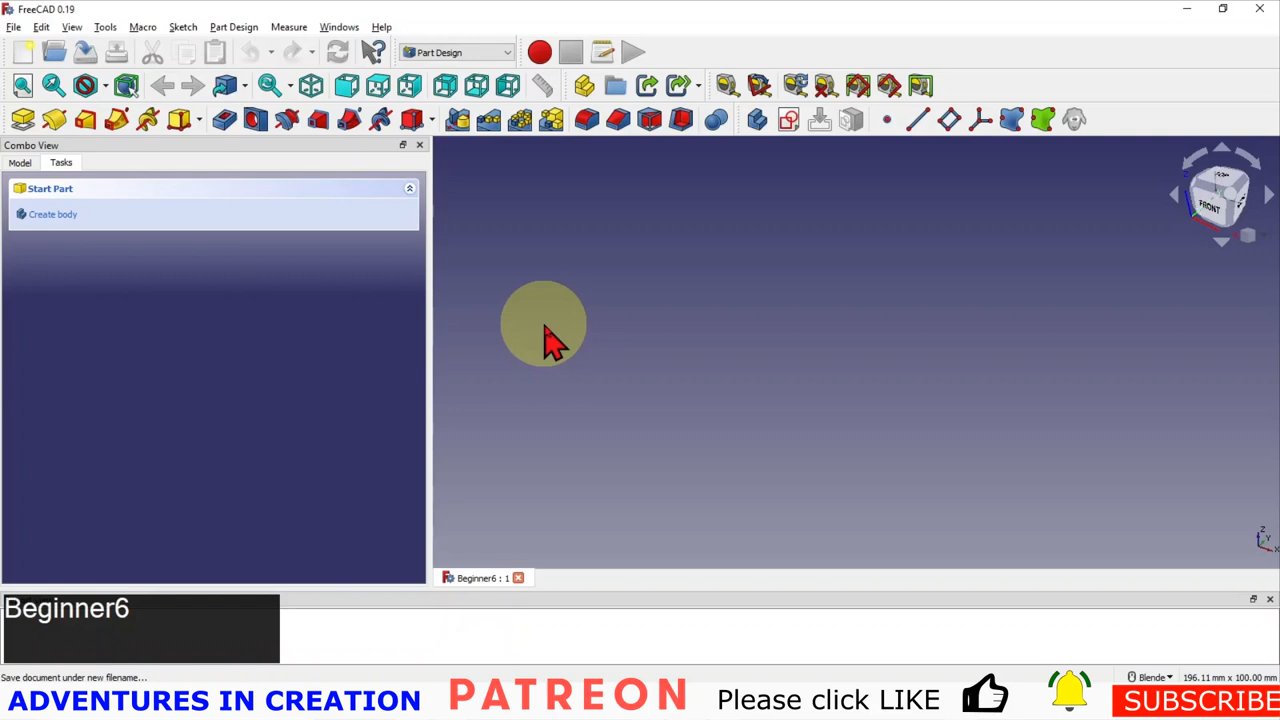 FreeCAD 0.19
File Edit View Tools Macro Sketch Part Design Measure Windows Help
Part Design
Combo View
Model Tasks
Start Part
Create body
FRONT
Z
Z
Y
X
Beginner6 : 1
Beginner6
Save document under new filename...
Blende 196.11 mm x 100.00 mm
ADVENTURES IN CREATION PATREON Please click LIKE SUBSCRIBE